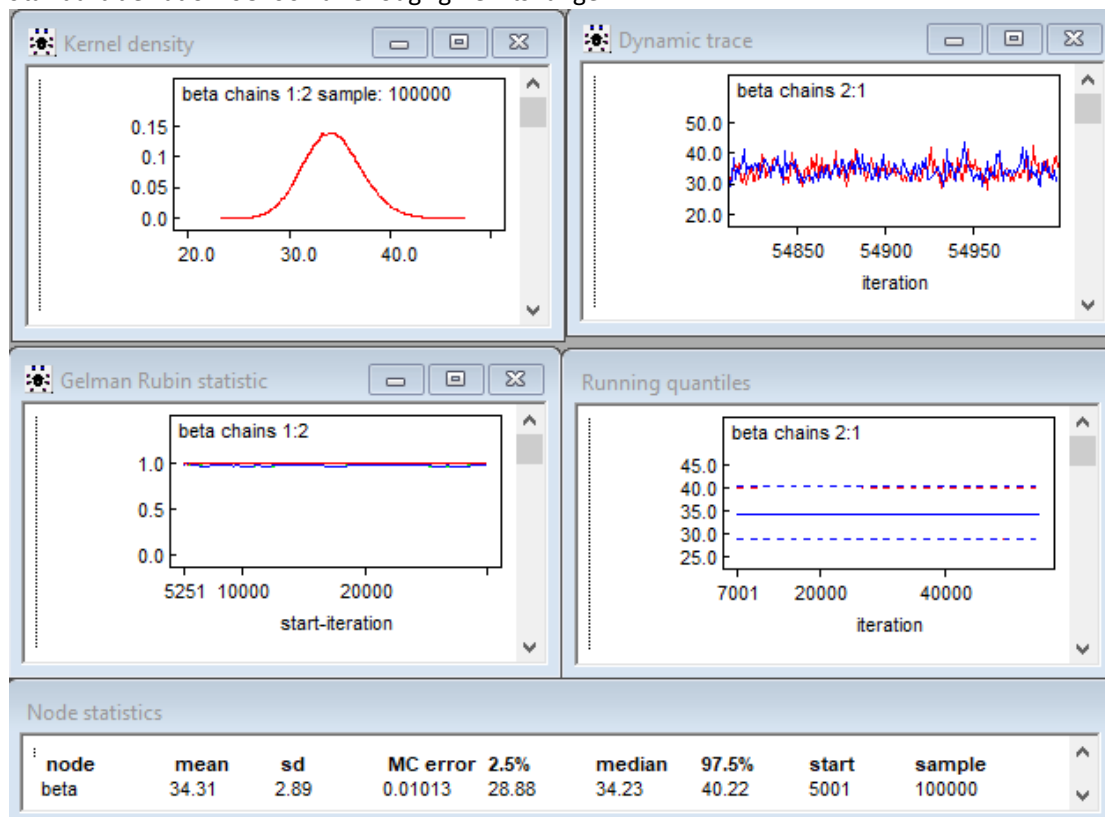 Kernel density
beta chains 1:2 sample: 100000
0.15
0.1
0.05
0.0
20.0 30.0 40.0
Dynamic trace
beta chains 2:1
50.0
40.0
30.0
20.0
54850 54900 54950
iteration
Gelman Rubin statistic
beta chains 1:2
1.0
0.5
0.0
5251 10000 20000
start-iteration
Running quantiles
beta chains 2:1
45.0
40.0
35.0
30.0
25.0
7001 20000 40000
iteration
Node statistics
node mean sd MC error 2.5% median 97.5% start sample
beta 34.31 2.89 0.01013 28.88 34.23 40.22 5001 100000